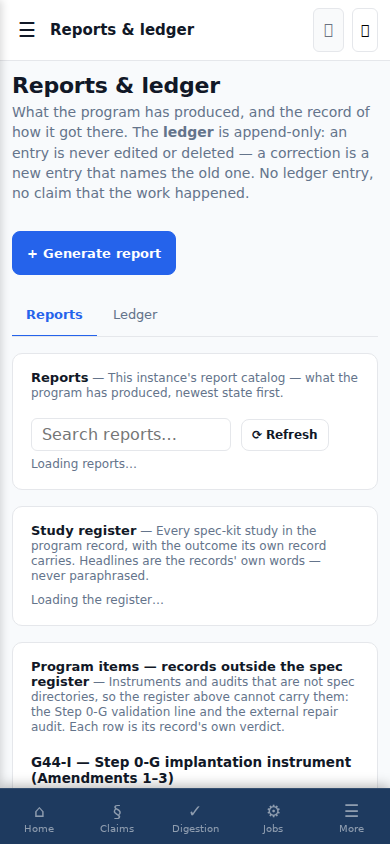 ☰ Reports & ledger
Reports & ledger
What the program has produced, and the record of
how it got there. The ledger is append-only: an
entry is never edited or deleted — a correction is a
new entry that names the old one. No ledger entry,
no claim that the work happened.
+ Generate report
Reports Ledger
Reports — This instance's report catalog — what the
program has produced, newest state first.
Search reports… ⟳ Refresh
Loading reports…
Study register — Every spec-kit study in the
program record, with the outcome its own record
carries. Headlines are the records' own words —
never paraphrased.
Loading the register…
Program items — records outside the spec
register — Instruments and audits that are not spec
directories, so the register above cannot carry them:
the Step 0-G validation line and the external repair
audit. Each row is its record's own verdict.
G44-I — Step 0-G implantation instrument
(Amendments 1–3)
⌂ § ✓ ⚙ ☰
Home Claims Digestion Jobs More